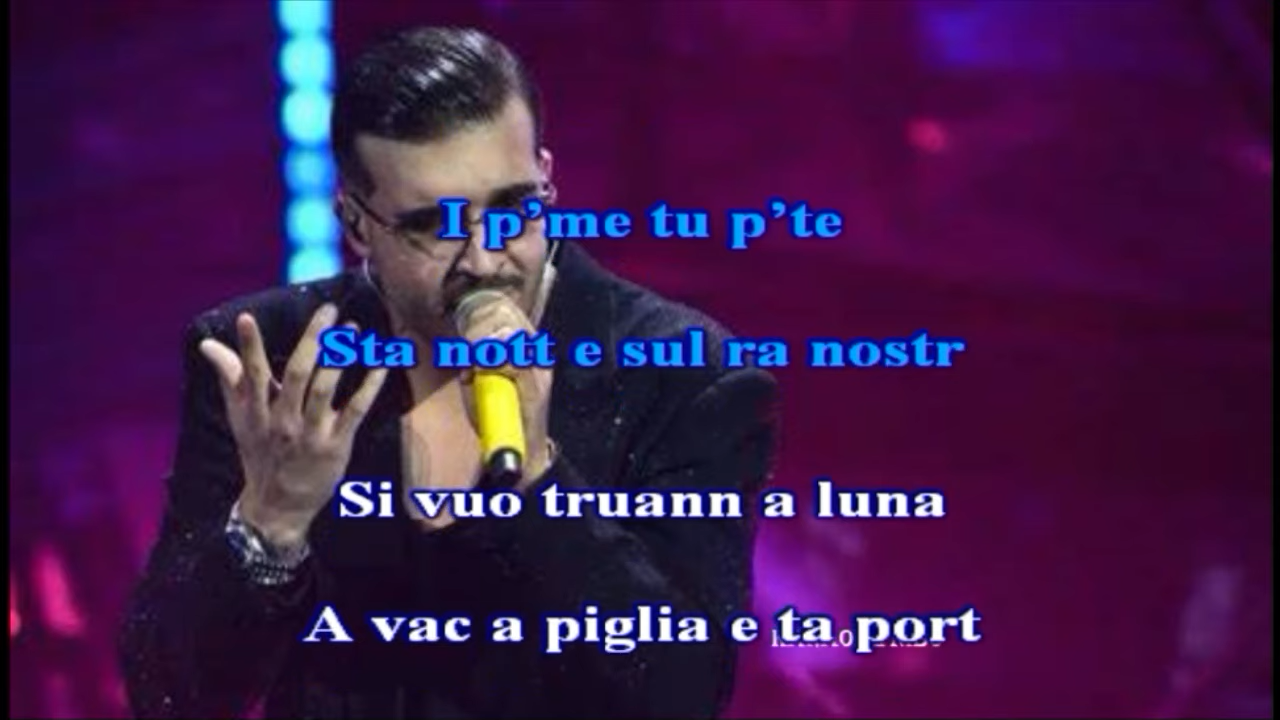 I p’me tu p’te
Sta nott e sul ra nostr
Si vuo truann a luna
A vac a piglia e ta port